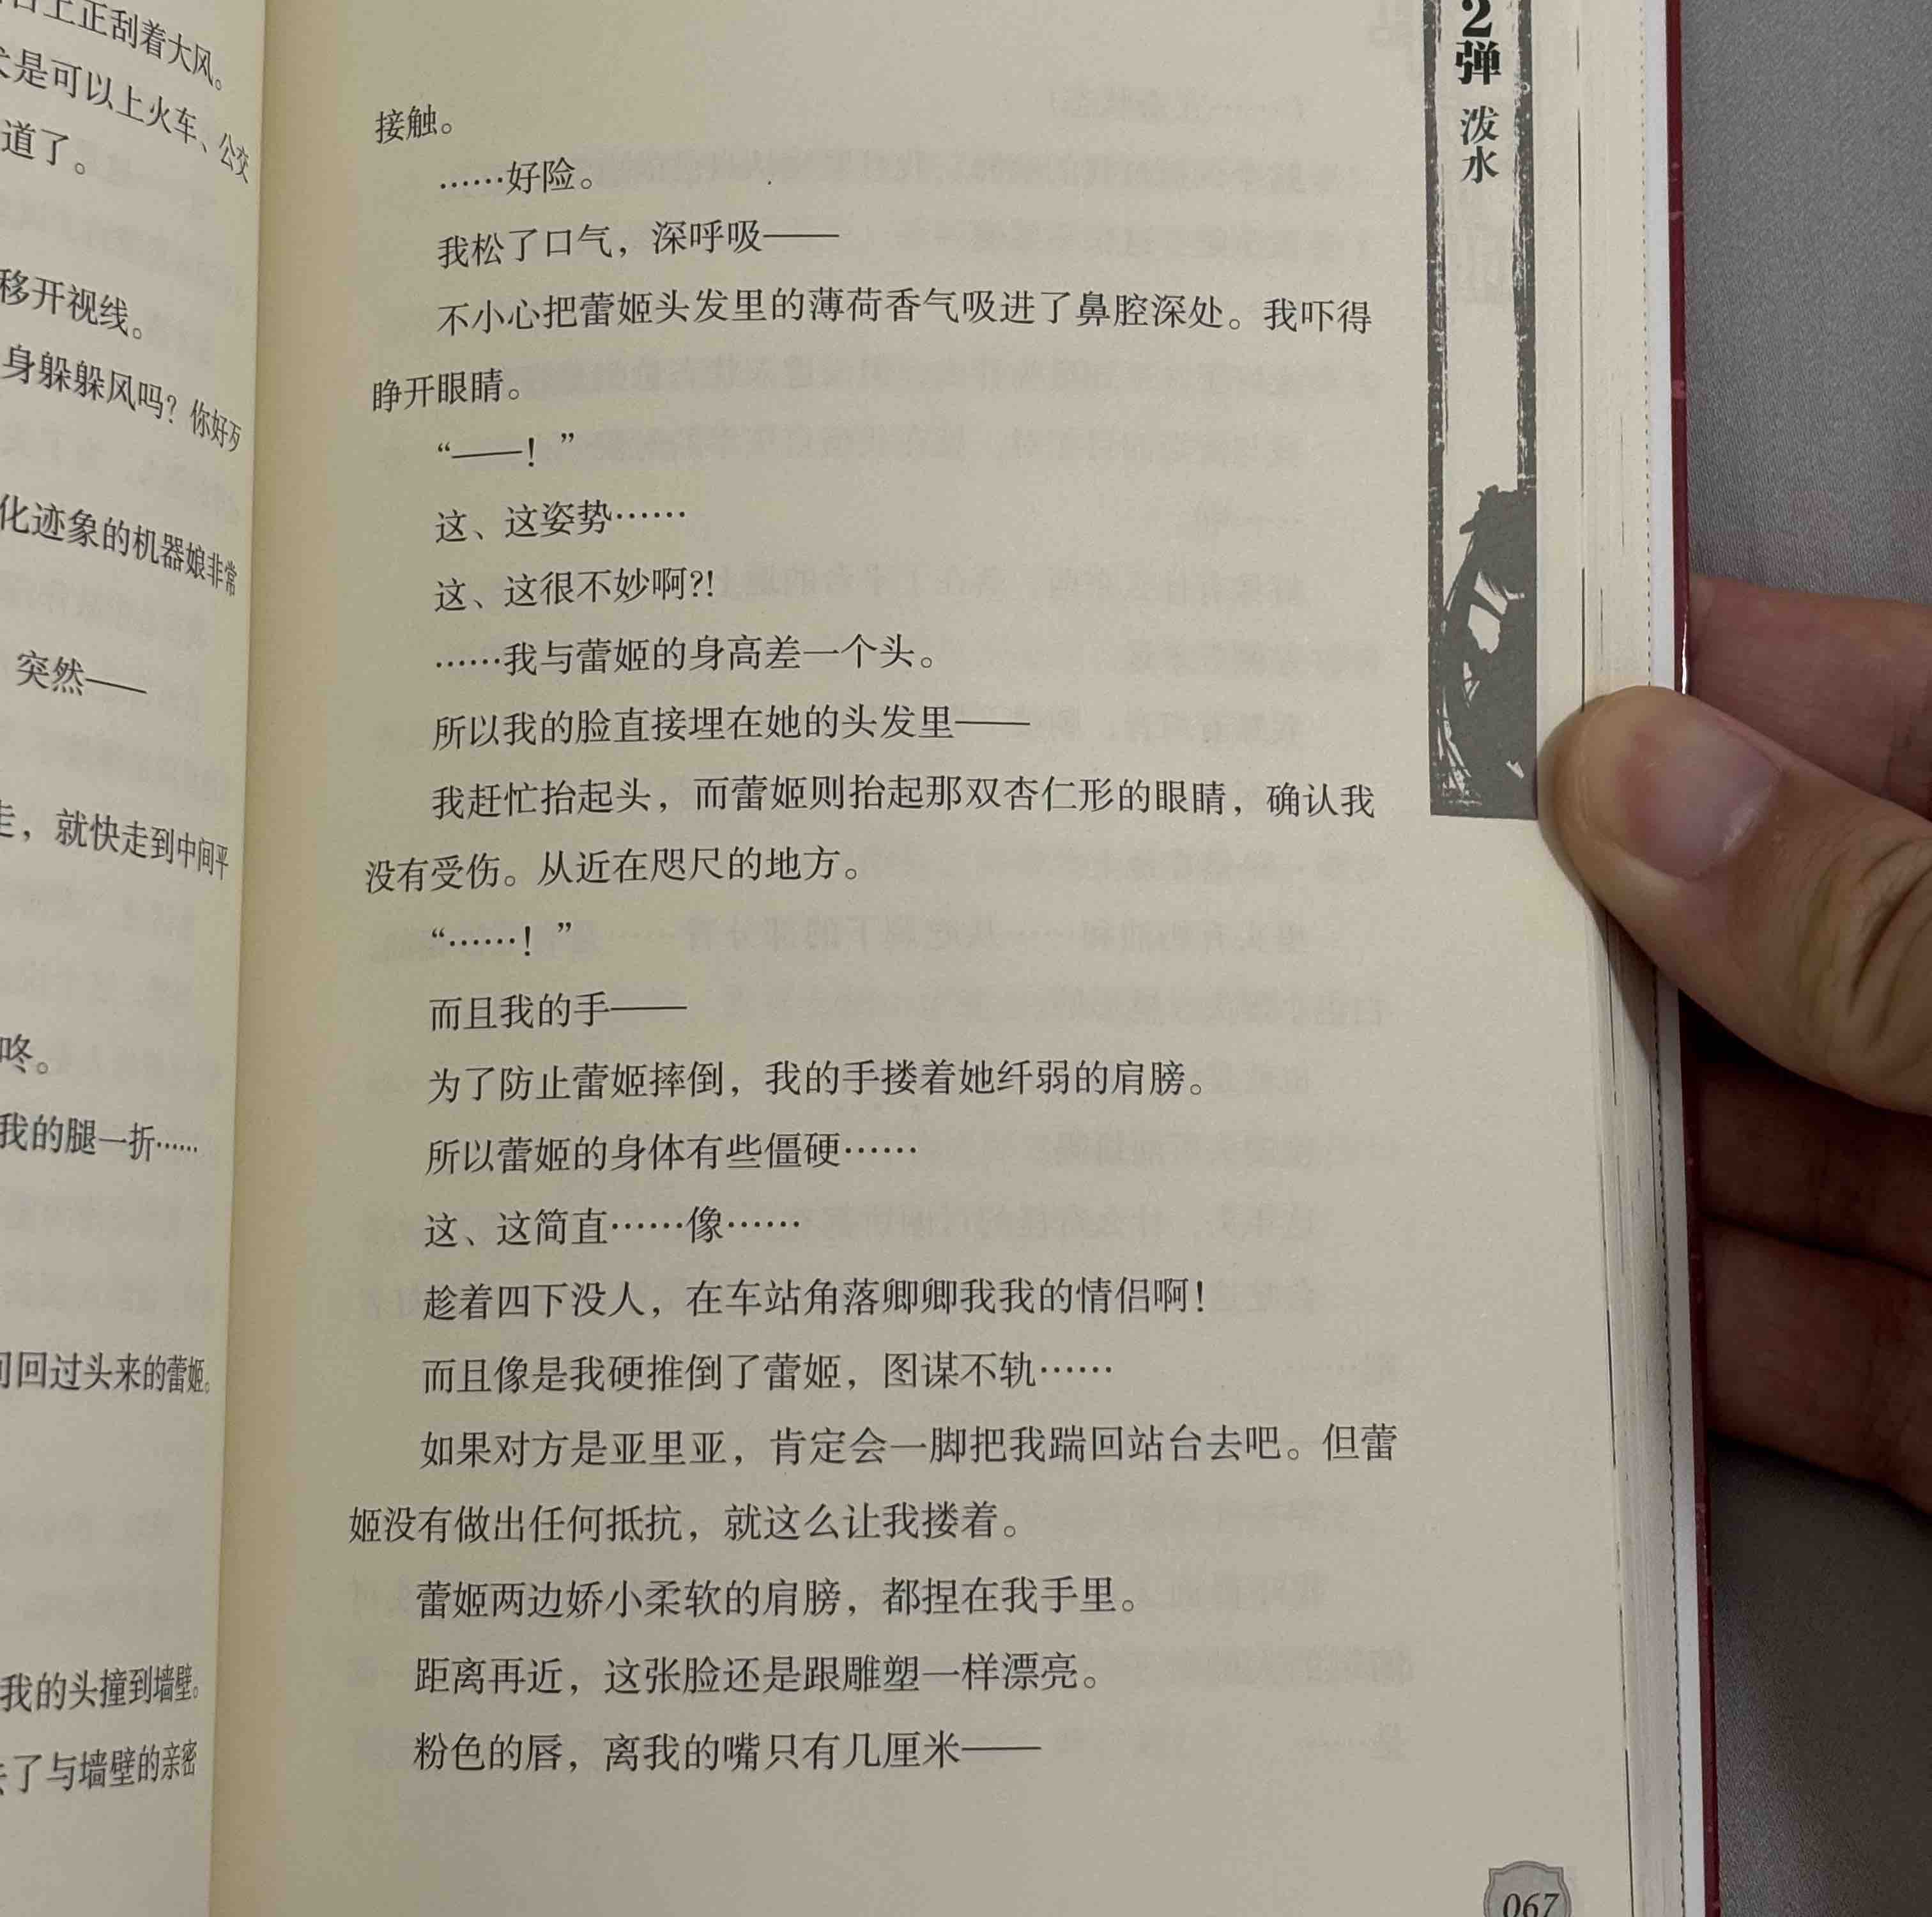 台上正刮着大风。
是可以上火车、公交
道了。
移开视线。
身躲躲风吗？你好歹
化迹象的机器娘非常
突然——
走，就快走到中间平
咚。
我的腿一折……
回过头来的蕾姬。
我的头撞到墙壁。
了与墙壁的亲密
接触。
……好险。
我松了口气，深呼吸——
不小心把蕾姬头发里的薄荷香气吸进了鼻腔深处。我吓得
睁开眼睛。
“——！”
这、这姿势……
这、这很不妙啊?!
……我与蕾姬的身高差一个头。
所以我的脸直接埋在她的头发里——
我赶忙抬起头，而蕾姬则抬起那双杏仁形的眼睛，确认我
没有受伤。从近在咫尺的地方。
“……！”
而且我的手——
为了防止蕾姬摔倒，我的手搂着她纤弱的肩膀。
所以蕾姬的身体有些僵硬……
这、这简直……像……
趁着四下没人，在车站角落卿卿我我的情侣啊！
而且像是我硬推倒了蕾姬，图谋不轨……
如果对方是亚里亚，肯定会一脚把我踹回站台去吧。但蕾
姬没有做出任何抵抗，就这么让我搂着。
蕾姬两边娇小柔软的肩膀，都捏在我手里。
距离再近，这张脸还是跟雕塑一样漂亮。
粉色的唇，离我的嘴只有几厘米——
2弹 泼水
067